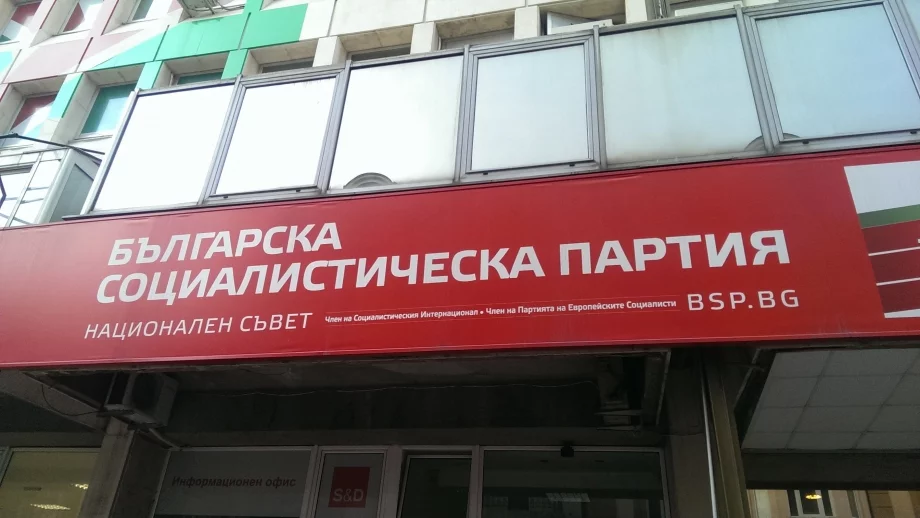 БЪЛГАРСКА
СОЦИАЛИСТИЧЕСКА ПАРТИЯ
НАЦИОНАЛЕН СЪВЕТ Член на Социалистическия Интернационал • Член на Партията на Европейските Социалисти BSP.BG
Информационен офис
S&D